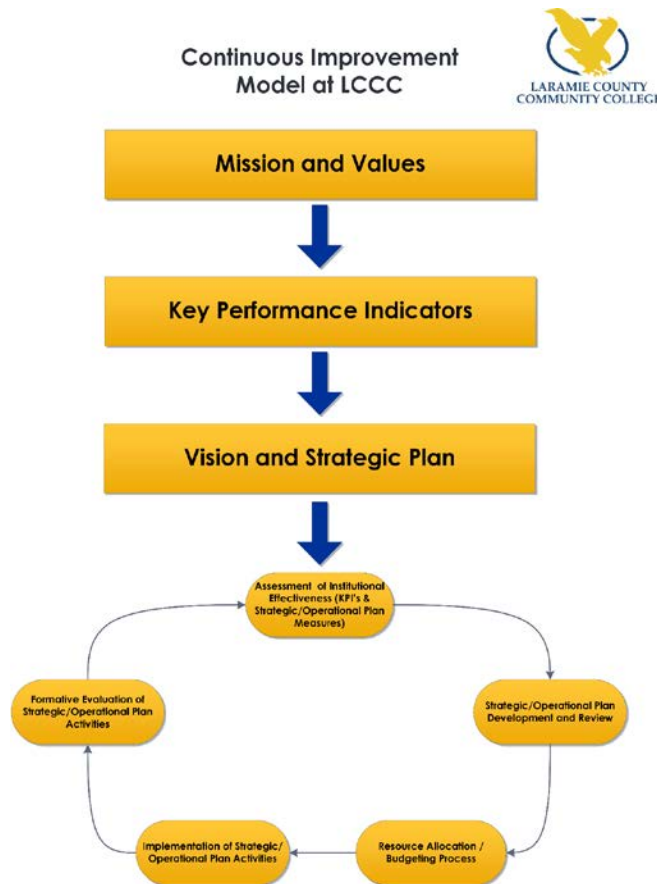 Continuous Improvement
Model at LCCC
LARAMIE COUNTY
COMMUNITY COLLEGE
Mission and Values
Key Performance Indicators
Vision and Strategic Plan
Assessment of Institutional
Effectiveness (KPI's &
Strategic/Operational Plan
Measures)
Formative Evaluation of
Strategic/Operational Plan
Activities
Strategic/Operational Plan
Development and Review
Implementation of Strategic/
Operational Plan Activities
Resource Allocation /
Budgeting Process